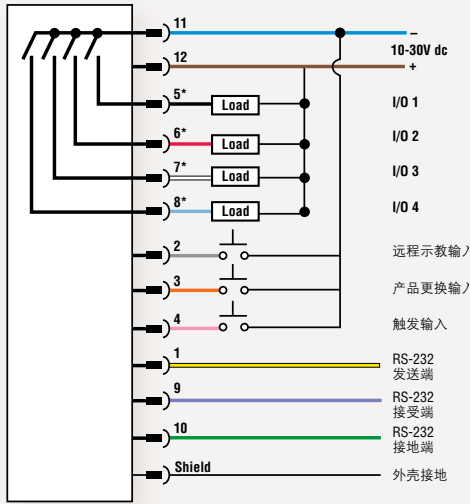 11
–
10-30V dc
12
+
5*
Load
I/O 1
6*
Load
I/O 2
7*
Load
I/O 3
8*
Load
I/O 4
2
远程示教输入
3
产品更换输入
4
触发输入
1
RS-232
发送端
9
RS-232
接受端
10
RS-232
接地端
Shield
外壳接地